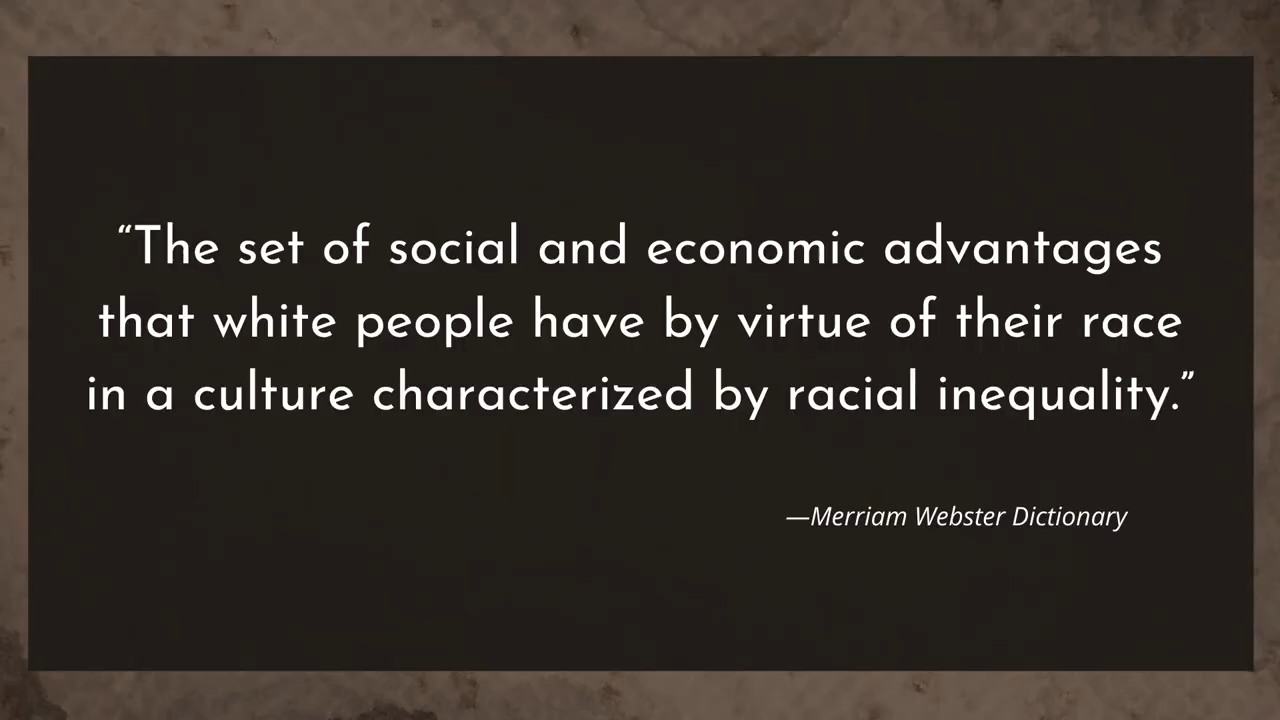 “The set of social and economic advantages
that white people have by virtue of their race
in a culture characterized by racial inequality.”
—Merriam Webster Dictionary